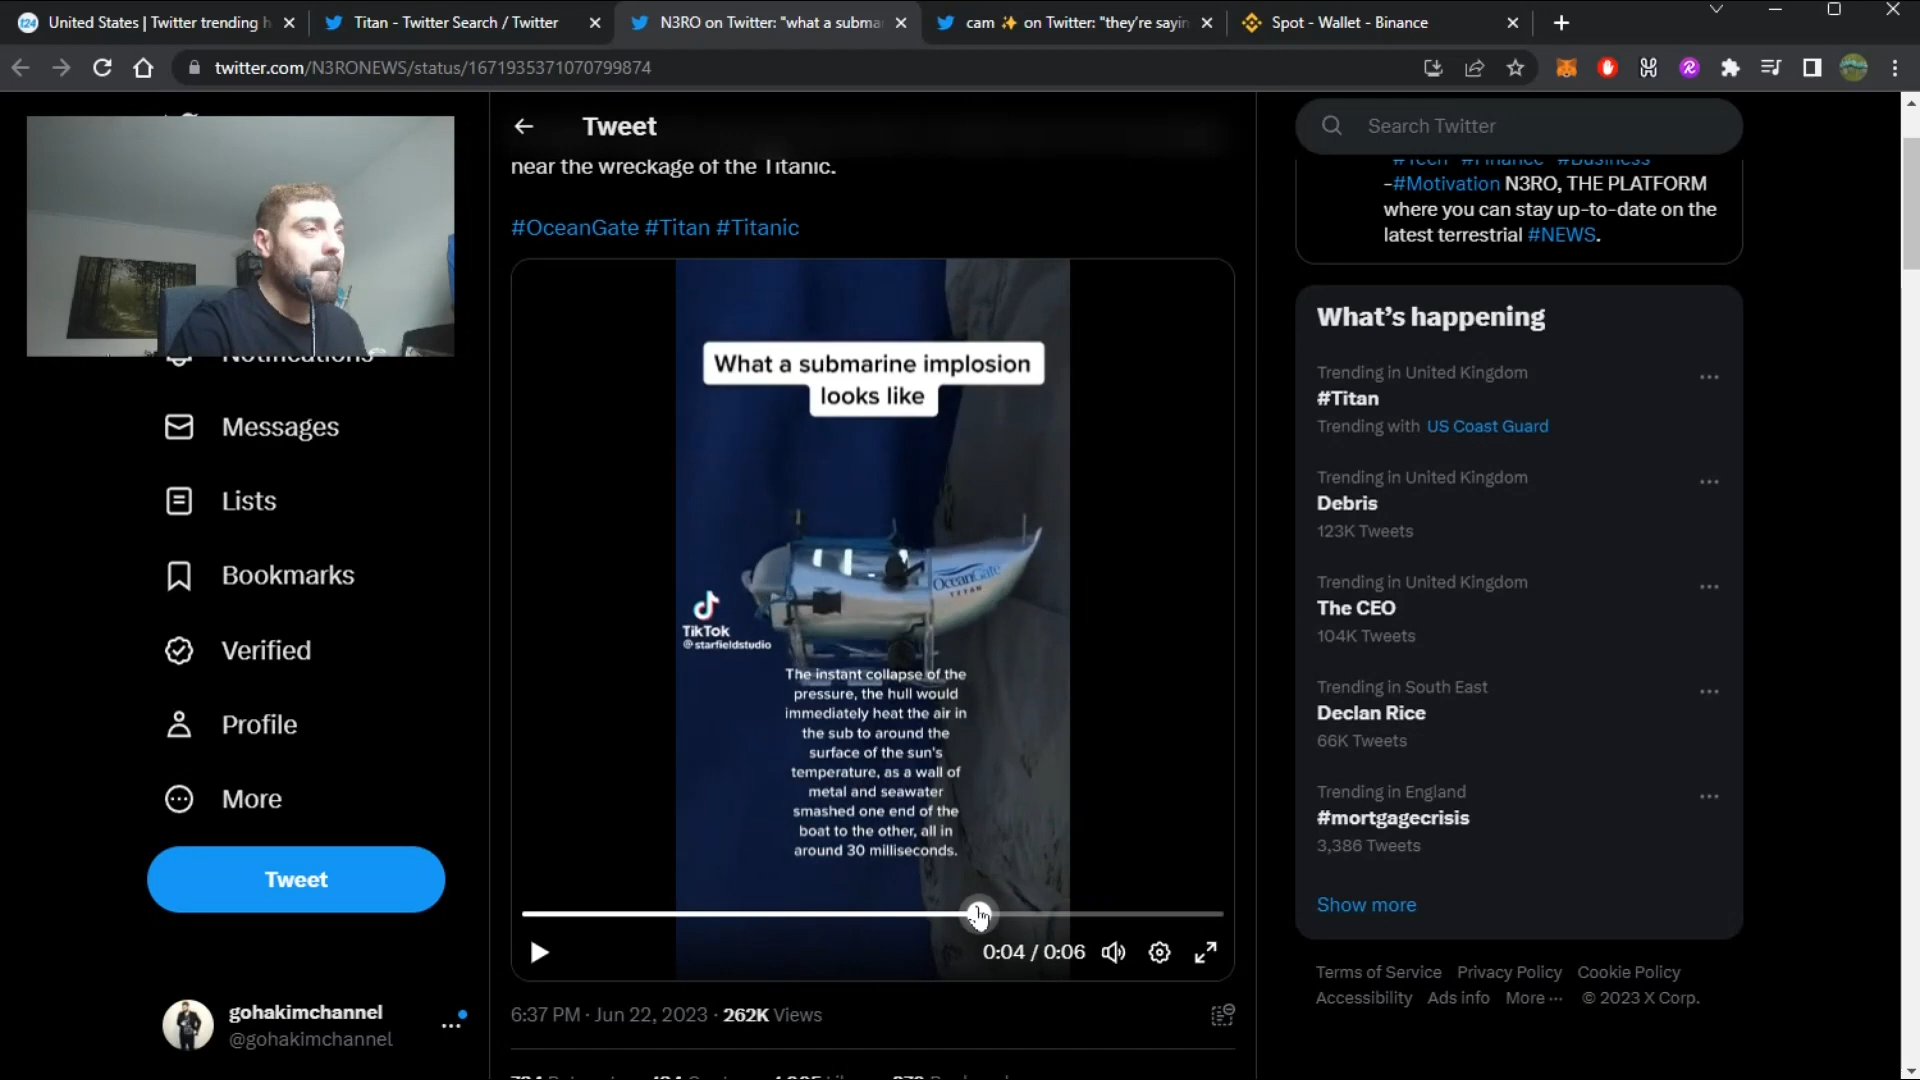 United States | Twitter trending h
Titan - Twitter Search / Twitter
N3RO on Twitter: "what a subma
cam ✨ on Twitter: "they're sayin
Spot - Wallet - Binance
twitter.com/N3RONEWS/status/1671935371070799874
Tweet
near the wreckage of the Titanic.
#OceanGate #Titan #Titanic
What a submarine implosion
looks like
OceanGate
TITAN
TikTok
@starfieldstudio
The instant collapse of the
pressure, the hull would
immediately heat the air in
the sub to around the
surface of the sun's
temperature, as a wall of
metal and seawater
smashed one end of the
boat to the other, all in
around 30 milliseconds.
0:04 / 0:06
6:37 PM · Jun 22, 2023 · 262K Views
Notifications
Messages
Lists
Bookmarks
Verified
Profile
More
Tweet
gohakimchannel
@gohakimchannel
Search Twitter
#Tech #Finance #Business
-#Motivation N3RO, THE PLATFORM
where you can stay up-to-date on the
latest terrestrial #NEWS.
What's happening
Trending in United Kingdom
#Titan
Trending with US Coast Guard
Trending in United Kingdom
Debris
123K Tweets
Trending in United Kingdom
The CEO
104K Tweets
Trending in South East
Declan Rice
66K Tweets
Trending in England
#mortgagecrisis
3,386 Tweets
Show more
Terms of Service Privacy Policy Cookie Policy
Accessibility Ads info More ··· © 2023 X Corp.